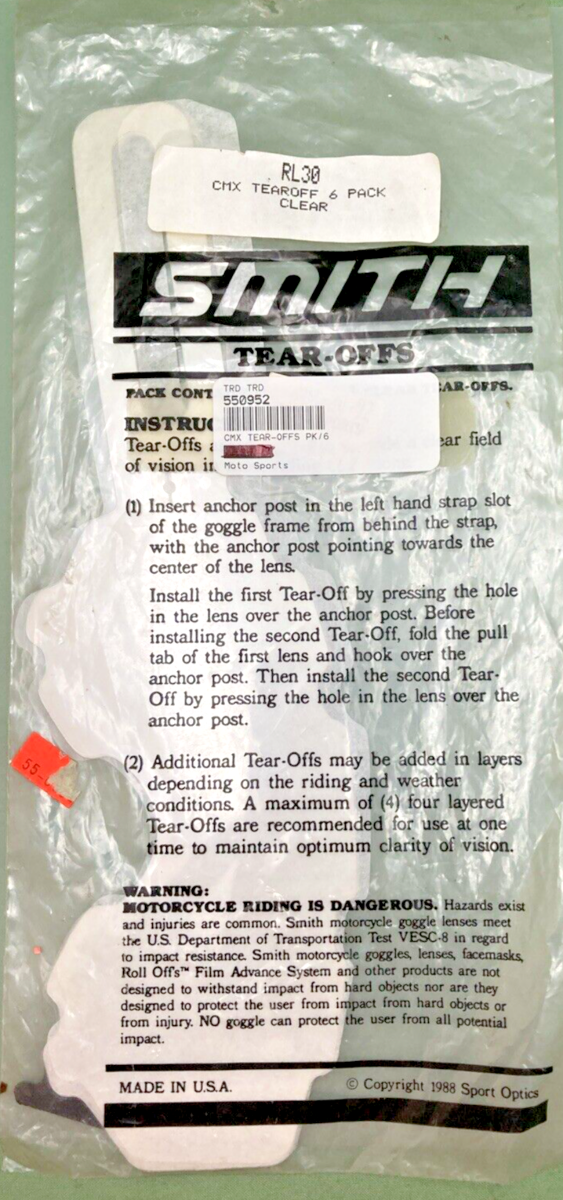 RL30
CMX TEAROFF 6 PACK
CLEAR
SMITH
TEAR-OFFS
PACK CONT
AR-OFFS.
TRD TRD
550952
CMX TEAR-OFFS PK/6
Moto Sports
INSTRUC
Tear-Offs a
ear field
of vision in
(1) Insert anchor post in the left hand strap slot
of the goggle frame from behind the strap,
with the anchor post pointing towards the
center of the lens.
Install the first Tear-Off by pressing the hole
in the lens over the anchor post. Before
installing the second Tear-Off, fold the pull
tab of the first lens and hook over the
anchor post. Then install the second Tear-
Off by pressing the hole in the lens over the
anchor post.
55
(2) Additional Tear-Offs may be added in layers
depending on the riding and weather
conditions. A maximum of (4) four layered
Tear-Offs are recommended for use at one
time to maintain optimum clarity of vision.
WARNING:
MOTORCYCLE RIDING IS DANGEROUS. Hazards exist
and injuries are common. Smith motorcycle goggle lenses meet
the U.S. Department of Transportation Test VESC-8 in regard
to impact resistance. Smith motorcycle goggles, lenses, facemasks,
Roll Offs™ Film Advance System and other products are not
designed to withstand impact from hard objects nor are they
designed to protect the user from impact from hard objects or
from injury. NO goggle can protect the user from all potential
impact.
MADE IN U.S.A.
© Copyright 1988 Sport Optics